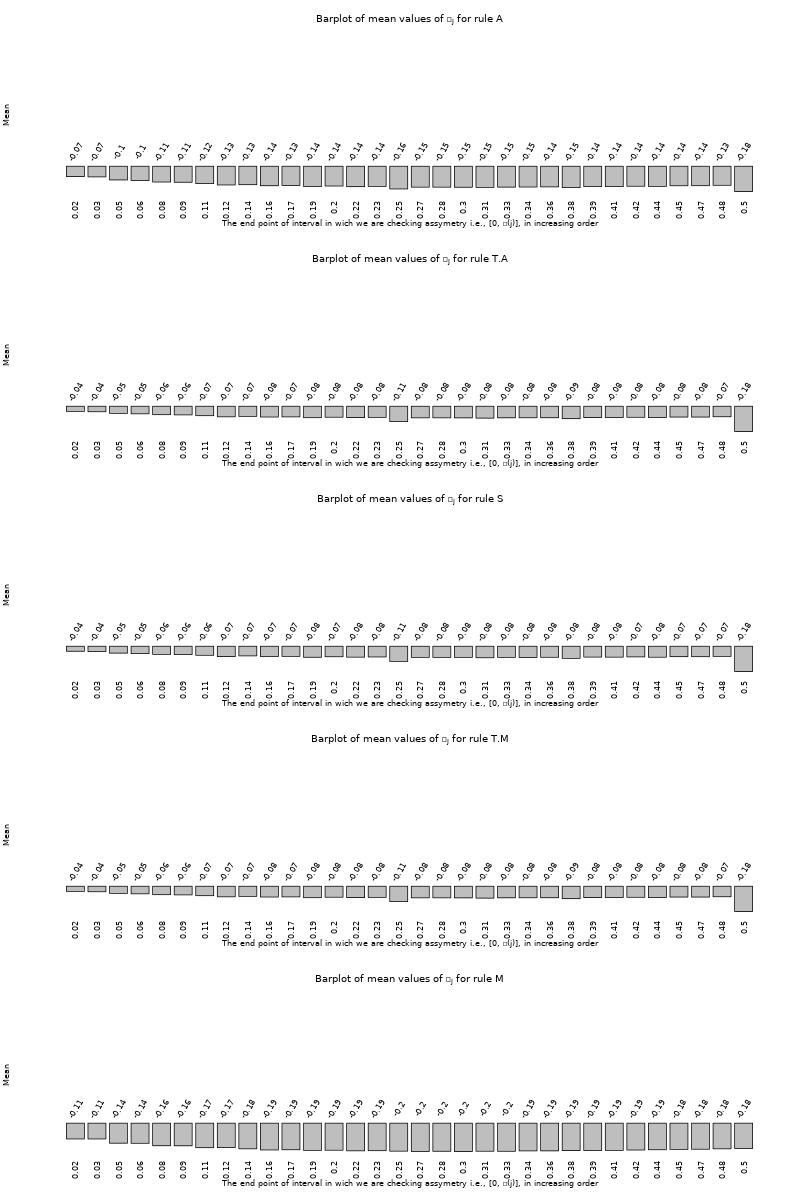 Barplot of mean values of □j for rule A
Mean
-0.07 -0.07 -0.1 -0.1 -0.11 -0.11 -0.12 -0.13 -0.13 -0.14 -0.13 -0.14 -0.14 -0.14 -0.14 -0.16 -0.15 -0.15 -0.15 -0.15 -0.15 -0.15 -0.14 -0.15 -0.14 -0.14 -0.14 -0.14 -0.14 -0.14 -0.13 -0.18
0.02 0.03 0.05 0.06 0.08 0.09 0.11 0.12 0.14 0.16 0.17 0.19 0.2 0.22 0.23 0.25 0.27 0.28 0.3 0.31 0.33 0.34 0.36 0.38 0.39 0.41 0.42 0.44 0.45 0.47 0.48 0.5
The end point of interval in wich we are checking assymetry i.e., [0, □(j)], in increasing order
Barplot of mean values of □j for rule T.A
Mean
-0.04 -0.04 -0.05 -0.05 -0.06 -0.06 -0.07 -0.07 -0.07 -0.08 -0.07 -0.08 -0.08 -0.08 -0.08 -0.11 -0.08 -0.08 -0.08 -0.08 -0.08 -0.08 -0.08 -0.09 -0.08 -0.08 -0.08 -0.08 -0.08 -0.08 -0.07 -0.18
0.02 0.03 0.05 0.06 0.08 0.09 0.11 0.12 0.14 0.16 0.17 0.19 0.2 0.22 0.23 0.25 0.27 0.28 0.3 0.31 0.33 0.34 0.36 0.38 0.39 0.41 0.42 0.44 0.45 0.47 0.48 0.5
The end point of interval in wich we are checking assymetry i.e., [0, □(j)], in increasing order
Barplot of mean values of □j for rule S
Mean
-0.04 -0.04 -0.05 -0.05 -0.06 -0.06 -0.06 -0.07 -0.07 -0.07 -0.07 -0.08 -0.07 -0.08 -0.08 -0.11 -0.08 -0.08 -0.08 -0.08 -0.08 -0.08 -0.08 -0.08 -0.08 -0.08 -0.07 -0.08 -0.07 -0.07 -0.07 -0.18
0.02 0.03 0.05 0.06 0.08 0.09 0.11 0.12 0.14 0.16 0.17 0.19 0.2 0.22 0.23 0.25 0.27 0.28 0.3 0.31 0.33 0.34 0.36 0.38 0.39 0.41 0.42 0.44 0.45 0.47 0.48 0.5
The end point of interval in wich we are checking assymetry i.e., [0, □(j)], in increasing order
Barplot of mean values of □j for rule T.M
Mean
-0.04 -0.04 -0.05 -0.05 -0.06 -0.06 -0.07 -0.07 -0.07 -0.08 -0.07 -0.08 -0.08 -0.08 -0.08 -0.11 -0.08 -0.08 -0.08 -0.08 -0.08 -0.08 -0.08 -0.09 -0.08 -0.08 -0.08 -0.08 -0.08 -0.08 -0.07 -0.18
0.02 0.03 0.05 0.06 0.08 0.09 0.11 0.12 0.14 0.16 0.17 0.19 0.2 0.22 0.23 0.25 0.27 0.28 0.3 0.31 0.33 0.34 0.36 0.38 0.39 0.41 0.42 0.44 0.45 0.47 0.48 0.5
The end point of interval in wich we are checking assymetry i.e., [0, □(j)], in increasing order
Barplot of mean values of □j for rule M
Mean
-0.11 -0.11 -0.14 -0.14 -0.16 -0.16 -0.17 -0.17 -0.18 -0.19 -0.19 -0.19 -0.19 -0.19 -0.19 -0.2 -0.2 -0.2 -0.2 -0.2 -0.2 -0.19 -0.19 -0.19 -0.19 -0.19 -0.19 -0.19 -0.18 -0.18 -0.18 -0.18
0.02 0.03 0.05 0.06 0.08 0.09 0.11 0.12 0.14 0.16 0.17 0.19 0.2 0.22 0.23 0.25 0.27 0.28 0.3 0.31 0.33 0.34 0.36 0.38 0.39 0.41 0.42 0.44 0.45 0.47 0.48 0.5
The end point of interval in wich we are checking assymetry i.e., [0, □(j)], in increasing order